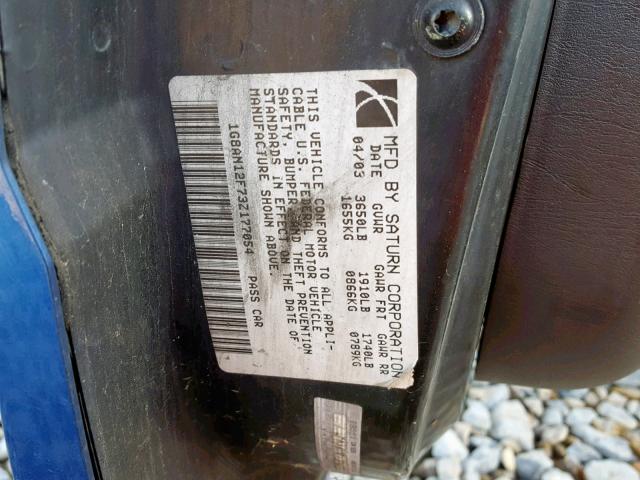 MFD BY SATURN CORPORATION
DATE GVWR GAWR FRT GAWR RR
04/03 3650LB 1910LB 1740LB
1655KG 0866KG 0789KG
THIS VEHICLE CONFORMS TO ALL APPLI-
CABLE U.S. FEDERAL MOTOR VEHICLE
SAFETY, BUMPER, AND THEFT PREVENTION
STANDARDS IN EFFECT ON THE DATE OF
MANUFACTURE SHOWN ABOVE.
1G8AN12F73Z177054 PASS CAR